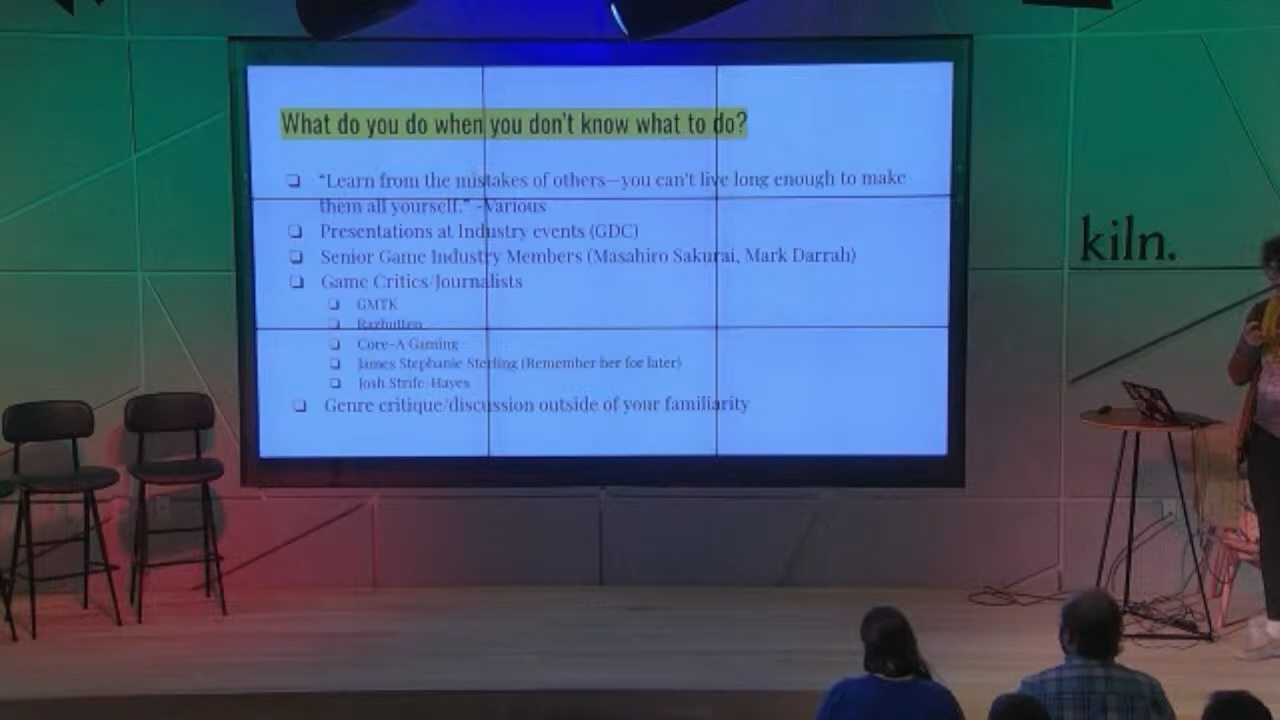 What do you do when you don't know what to do?
❏ "Learn from the mistakes of others—you can't live long enough to make
them all yourself." -Various
❏ Presentations at Industry events (GDC)
❏ Senior Game Industry Members (Masahiro Sakurai, Mark Darrah)
❏ Game Critics/Journalists
❏ GMTK
❏ Razbutten
❏ Core-A Gaming
❏ James Stephanie Sterling (Remember her for later)
❏ Josh Strife-Hayes
❏ Genre critique/discussion outside of your familiarity
kiln.